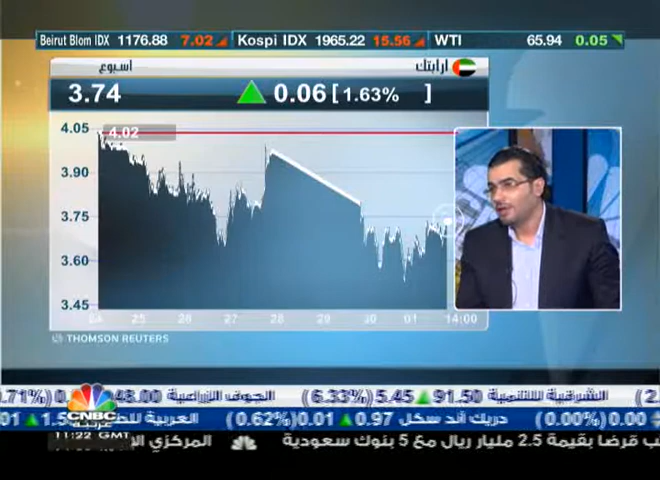 Beirut Blom IDX 1176.88 7.02 Kospi IDX 1965.22 15.56 WTI 65.94 0.05
اسبوع ارابتك
3.74 0.06 [ 1.63% ]
4.05
4.02
3.90
3.75
3.60
3.45
25 26 27 28 29 30 01 14:00
THOMSON REUTERS
.71%) 48.00 الجوف الزراعية (6.33%) 5.45 91.50 الشرقية للتنمية
(0.62%) 0.01 0.97 دريك أند سكل (0.00%) 0.00
CNBC
عربية
11:22 GMT
المركزي قرضا بقيمة 2.5 مليار ريال مع 5 بنوك سعودية